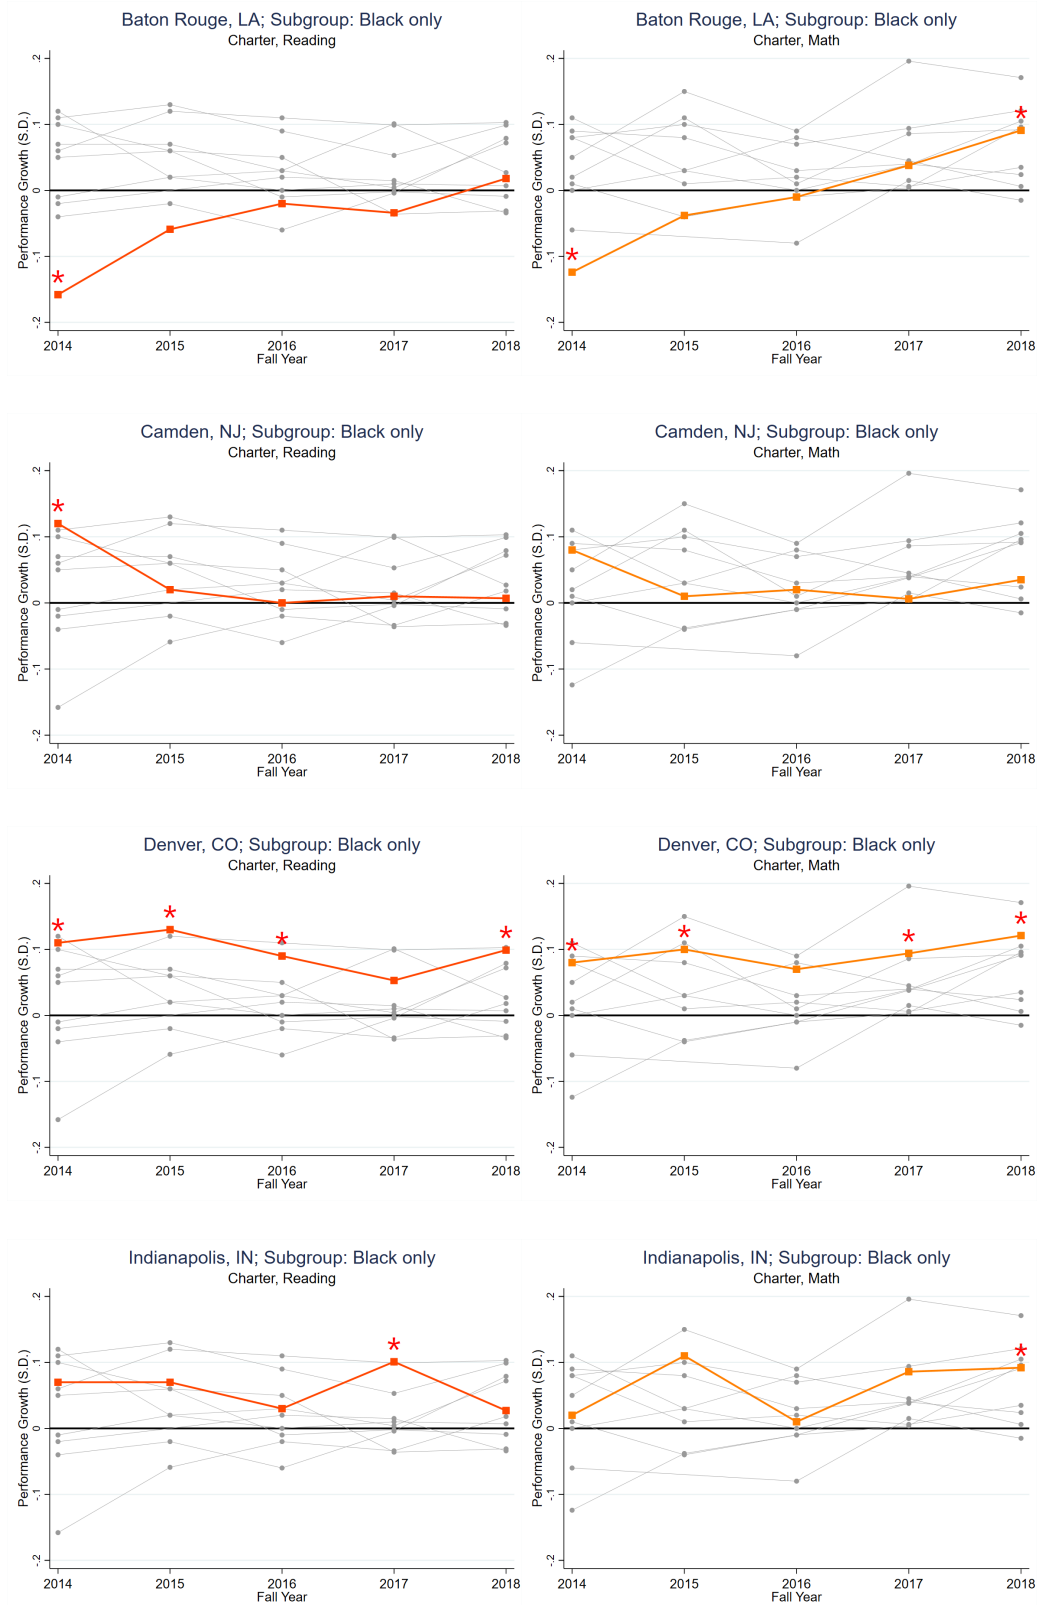 Baton Rouge, LA; Subgroup: Black only
Charter, Reading
Performance Growth (S.D.)
.2
.1
0
-.1
-.2
2014 2015 2016 2017 2018
Fall Year
*
Baton Rouge, LA; Subgroup: Black only
Charter, Math
Performance Growth (S.D.)
.2
.1
0
-.1
-.2
2014 2015 2016 2017 2018
Fall Year
* *
Camden, NJ; Subgroup: Black only
Charter, Reading
Performance Growth (S.D.)
.2
.1
0
-.1
-.2
2014 2015 2016 2017 2018
Fall Year
*
Camden, NJ; Subgroup: Black only
Charter, Math
Performance Growth (S.D.)
.2
.1
0
-.1
-.2
2014 2015 2016 2017 2018
Fall Year
Denver, CO; Subgroup: Black only
Charter, Reading
Performance Growth (S.D.)
.2
.1
0
-.1
-.2
2014 2015 2016 2017 2018
Fall Year
* * * *
Denver, CO; Subgroup: Black only
Charter, Math
Performance Growth (S.D.)
.2
.1
0
-.1
-.2
2014 2015 2016 2017 2018
Fall Year
* * * *
Indianapolis, IN; Subgroup: Black only
Charter, Reading
Performance Growth (S.D.)
.2
.1
0
-.1
-.2
2014 2015 2016 2017 2018
Fall Year
*
Indianapolis, IN; Subgroup: Black only
Charter, Math
Performance Growth (S.D.)
.2
.1
0
-.1
-.2
2014 2015 2016 2017 2018
Fall Year
*